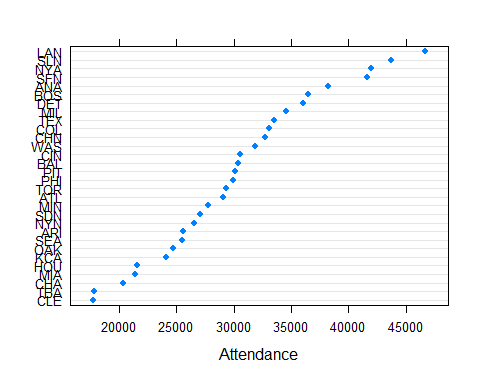 LAN
SLN
NYA
SFN
ANA
BOS
DET
MIL
TEX
COL
CHN
WAS
CIN
BAL
PIT
PHI
TOR
ATL
MIN
SDN
NYN
ARI
SEA
OAK
KCA
HOU
MIA
CHA
TBA
CLE
20000 25000 30000 35000 40000 45000
Attendance